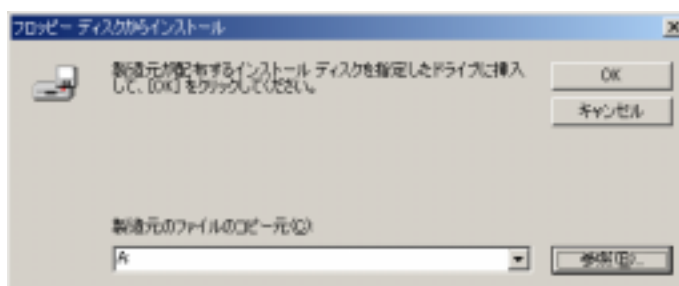 フロッピー ディスクからインストール
製造元が配布するインストール ディスクを指定したドライブに挿入
して、[OK] をクリックしてください。
OK
キャンセル
製造元のファイルのコピー元(C):
A:
参照(B)...